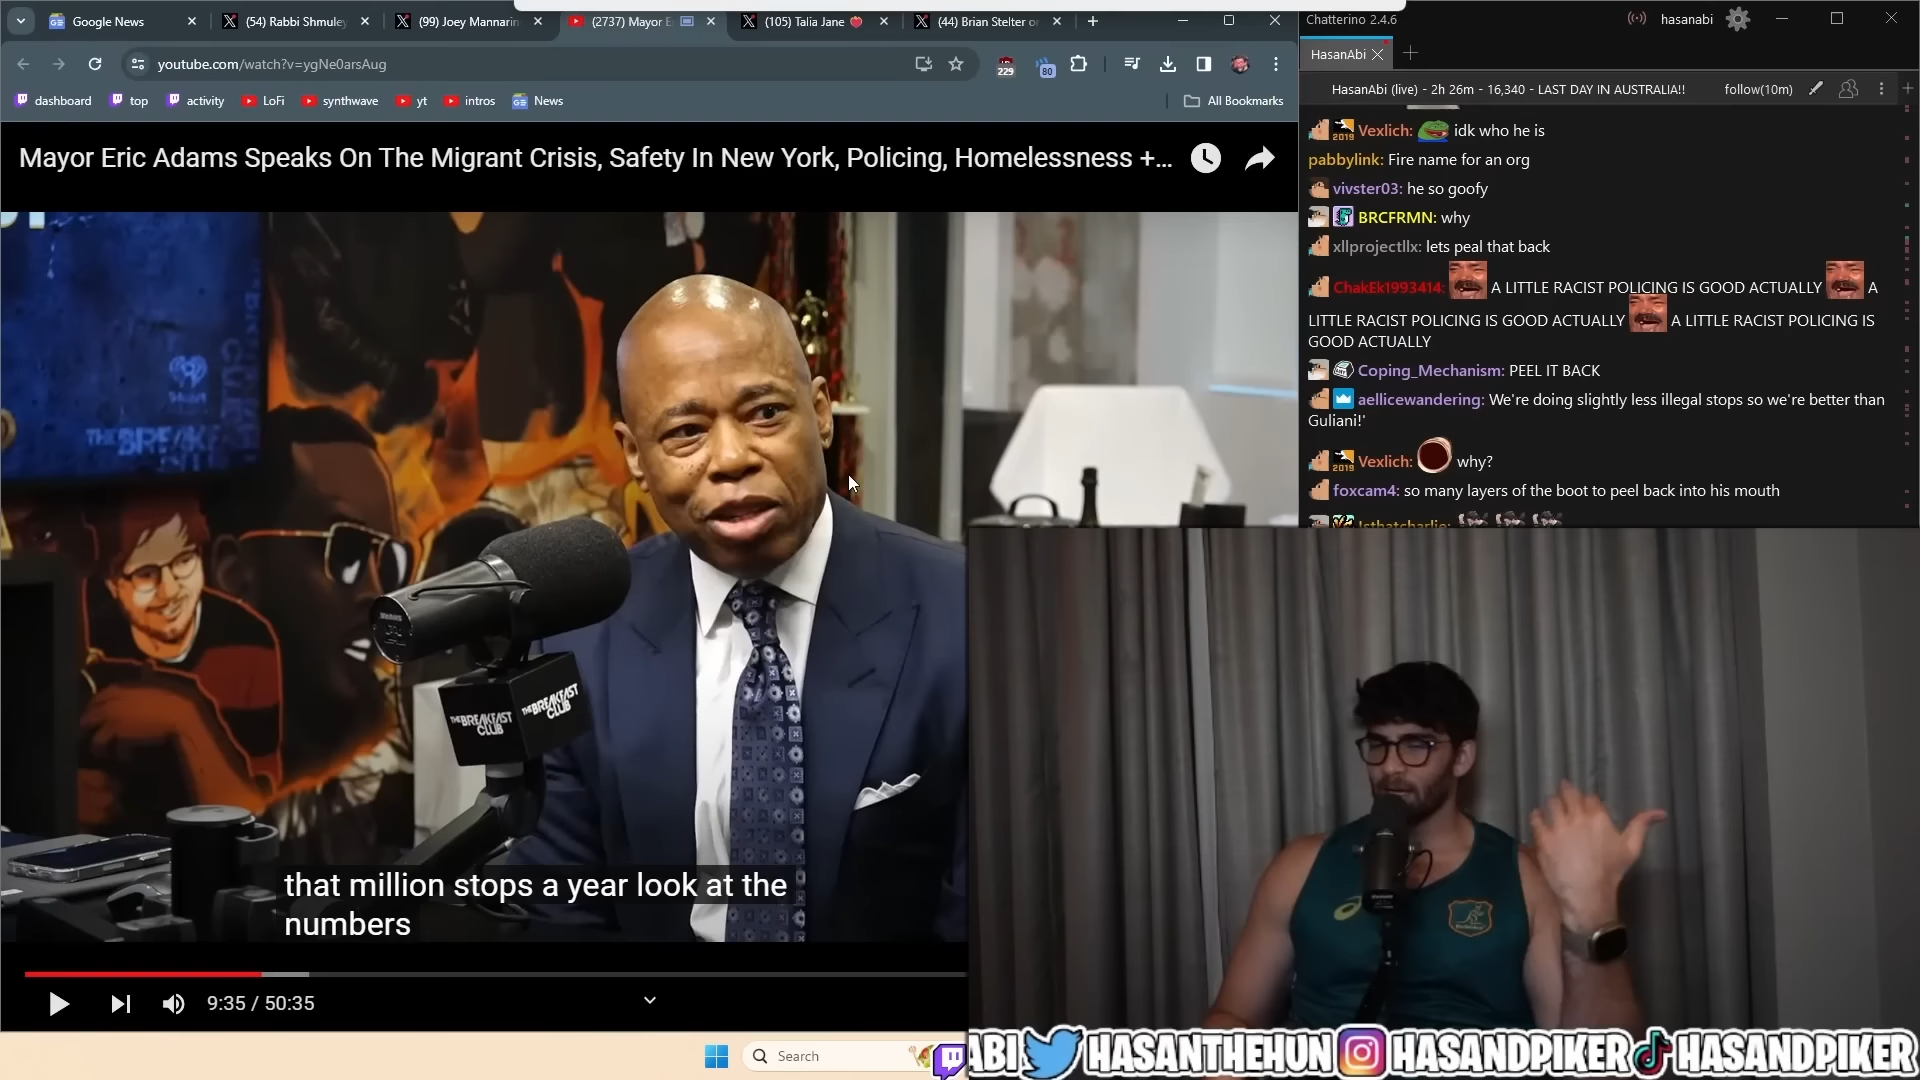 Google News
(54) Rabbi Shmuley
(99) Joey Mannarin
(2737) Mayor E
(105) Talia Jane
(44) Brian Stelter on
youtube.com/watch?v=ygNe0arsAug
229
80
dashboard
top
activity
LoFi
synthwave
yt
intros
News
All Bookmarks
Mayor Eric Adams Speaks On The Migrant Crisis, Safety In New York, Policing, Homelessness +...
THE BREAKFAST CLUB
THE BREAKFAST CLUB
that million stops a year look at the
numbers
9:35 / 50:35
Search
Chatterino 2.4.6
hasanabi
HasanAbi
HasanAbi (live) - 2h 26m - 16,340 - LAST DAY IN AUSTRALIA!!
follow(10m)
2019 Vexlich: idk who he is
pabbylink: Fire name for an org
vivster03: he so goofy
BRCFRMN: why
xllprojectllx: lets peal that back
ChakEk1993414: A LITTLE RACIST POLICING IS GOOD ACTUALLY A
LITTLE RACIST POLICING IS GOOD ACTUALLY A LITTLE RACIST POLICING IS
GOOD ACTUALLY
Coping_Mechanism: PEEL IT BACK
aellicewandering: We're doing slightly less illegal stops so we're better than
Guliani!'
2019 Vexlich: why?
foxcam4: so many layers of the boot to peel back into his mouth
ABI HASANTHEHUN HASANDPIKER HASANDPIKER